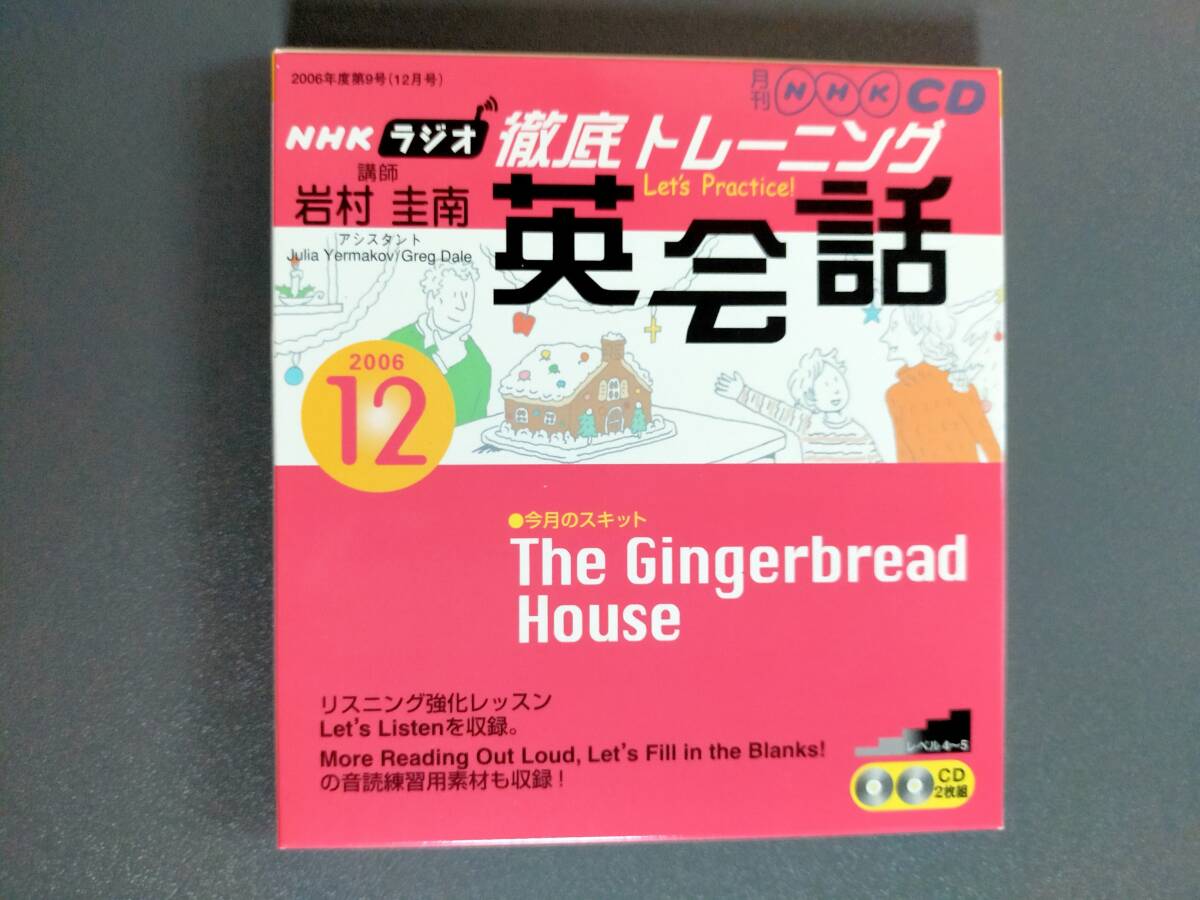 2006年度第9号(12月号)
月刊 NHK CD
NHK ラジオ 徹底トレーニング
Let's Practice!
英会話
講師
岩村 圭南
アシスタント
Julia Yermakov/Greg Dale
2006
12
●今月のスキット
The Gingerbread
House
リスニング強化レッスン
Let's Listenを収録。
More Reading Out Loud, Let's Fill in the Blanks!
の音読練習用素材も収録！
レベル 4〜5
CD
2枚組